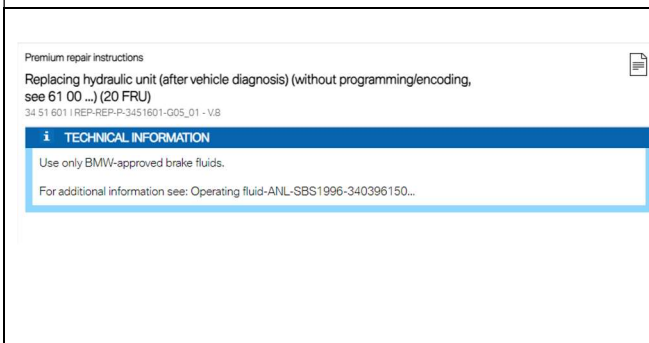 Premium repair instructions
Replacing hydraulic unit (after vehicle diagnosis) (without programming/encoding,
see 61 00 ...) (20 FRU)
34 51 601 I REP-REP-P-3451601-G05_01 - V.8
i TECHNICAL INFORMATION
Use only BMW-approved brake fluids.
For additional information see: Operating fluid-ANL-SBS1996-340396150...